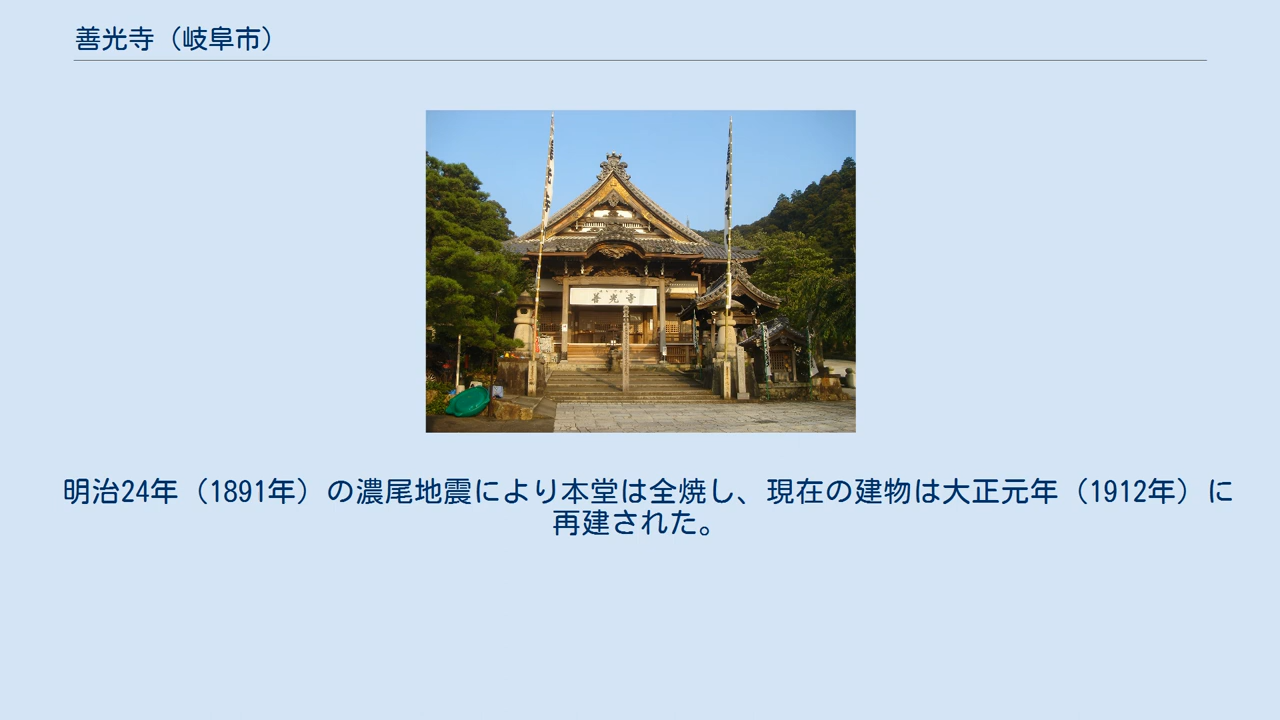 善光寺（岐阜市）
善光寺
明治24年（1891年）の濃尾地震により本堂は全焼し、現在の建物は大正元年（1912年）に
再建された。